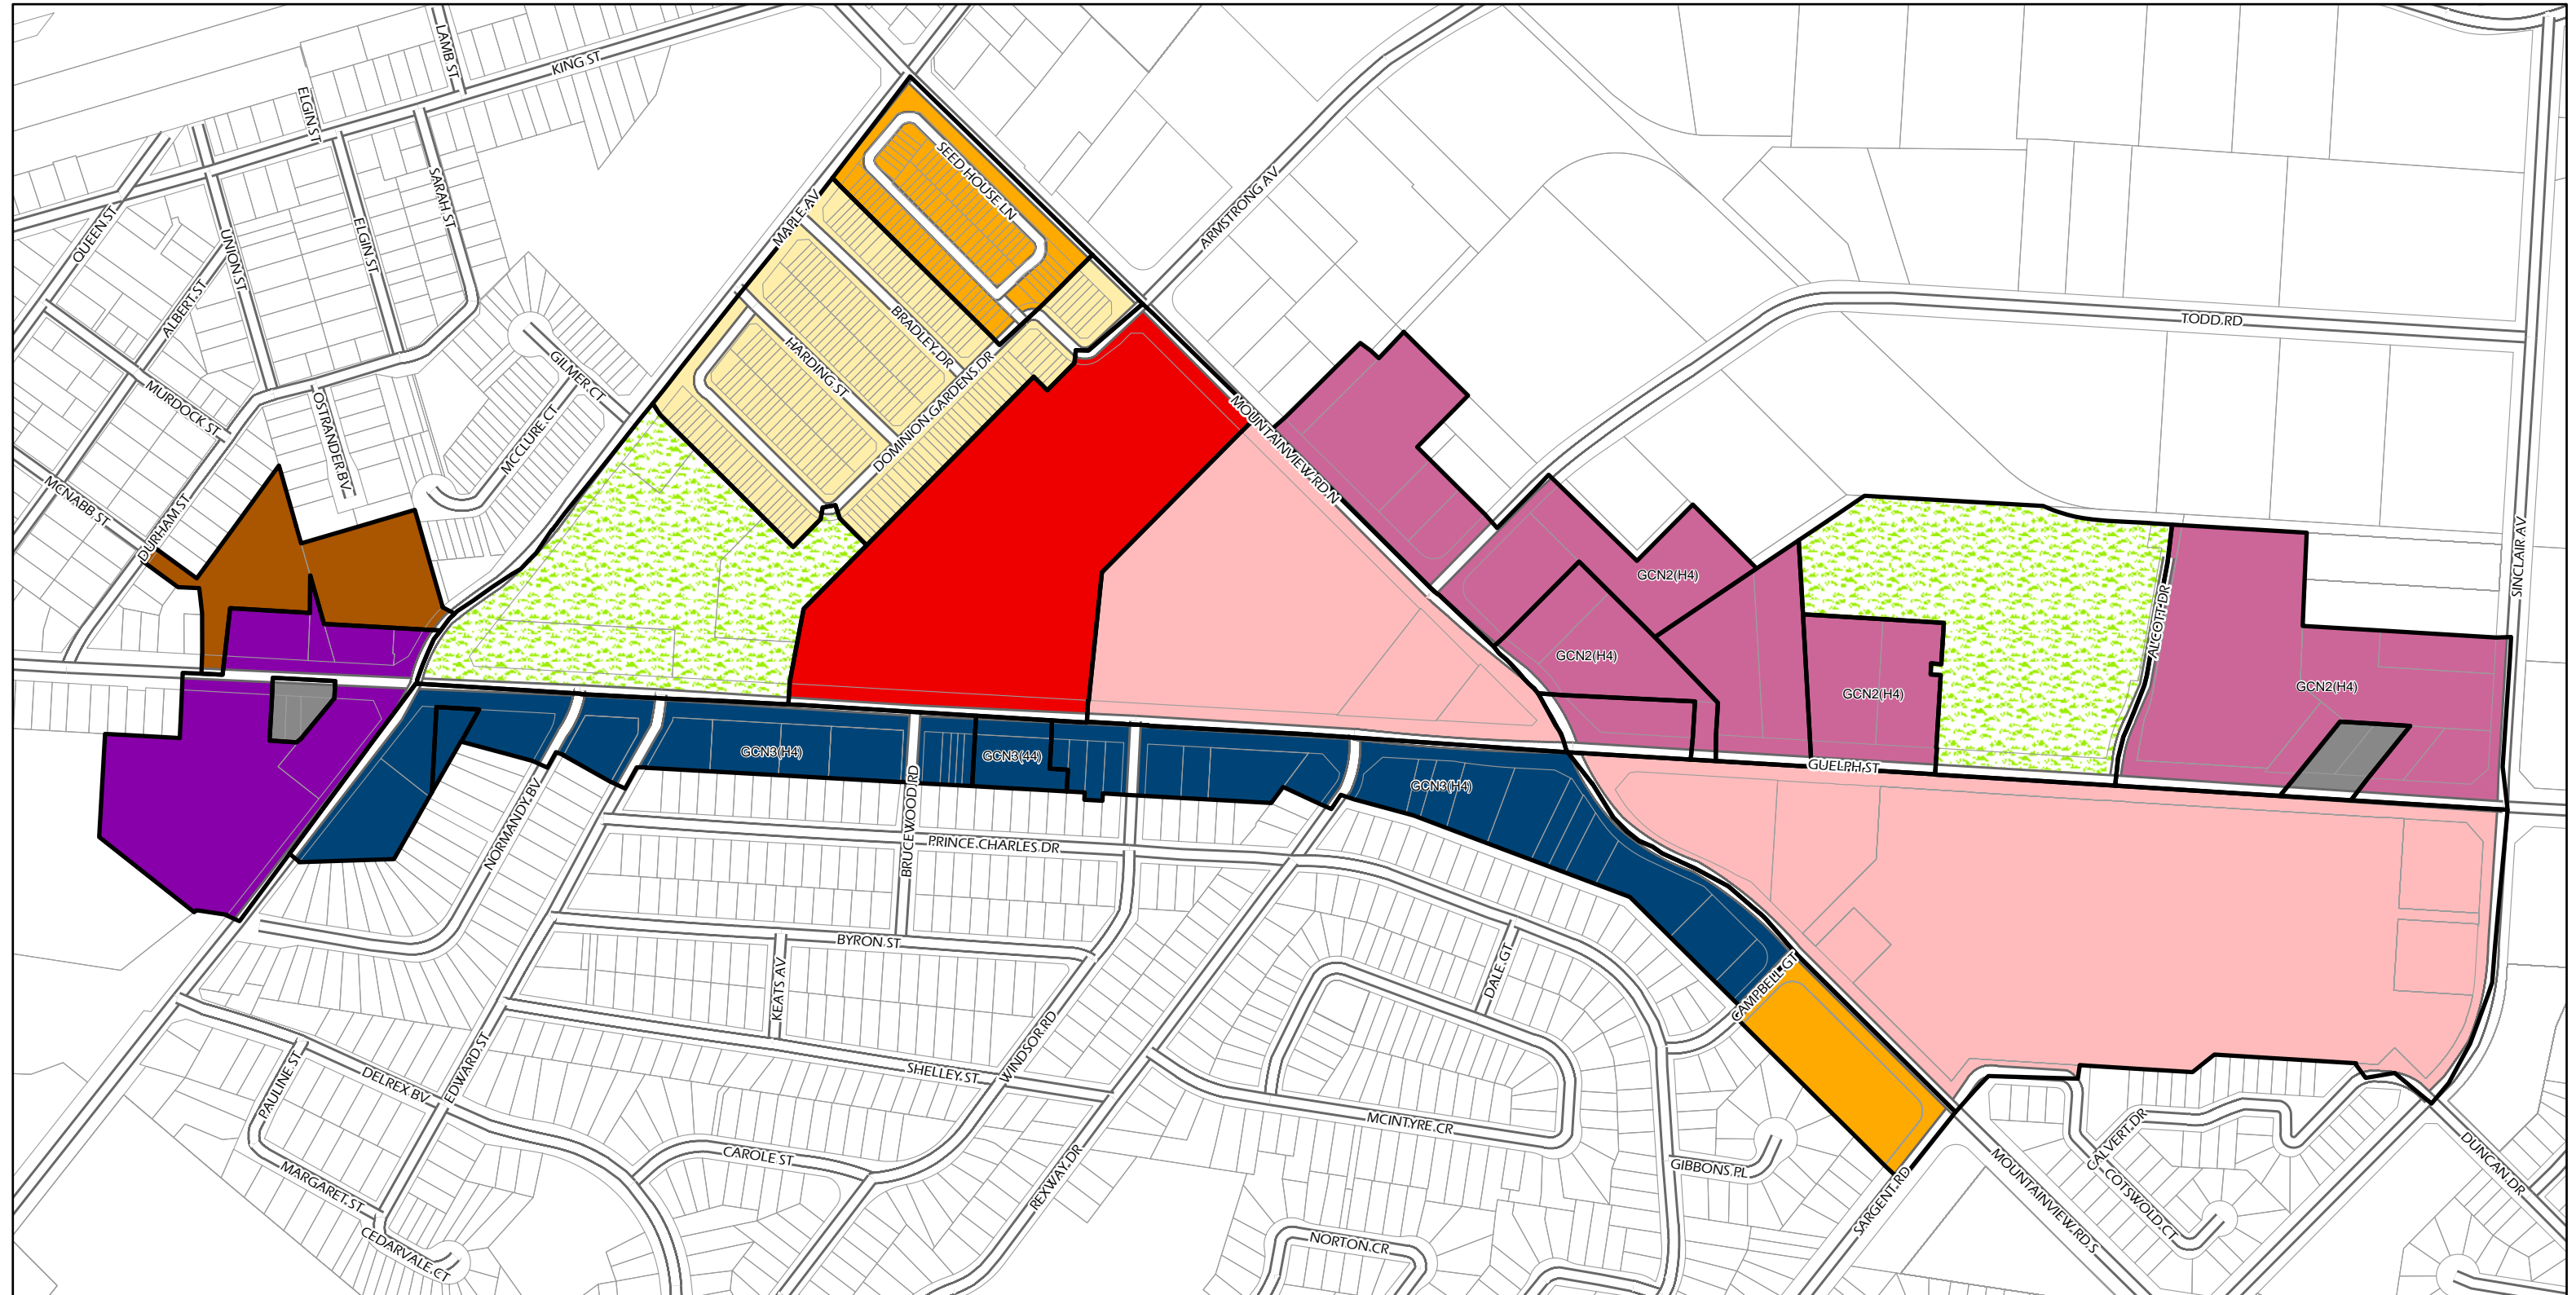 LAMB ST
KING ST
ELGIN ST
SARAH ST
QUEEN ST
UNION ST
ELGIN ST
ALBERT ST
MURDOCK ST
OSTRANDER BV
GILMER CT
MCCLURE CT
MCNABB ST
DURHAM ST
MAPLE AV
SEED HOUSE LN
BRADLEY DR
HARDING ST
DOMINION GARDENS DR
ARMSTRONG AV
MOUNTAINVIEW RD N
TODD RD
SINCLAIR AV
ALCOTT DR
GCN2(H4)
GCN2(H4)
GCN2(H4)
GCN2(H4)
GUELPH ST
GCN3(H4)
GCN3(44)
GCN3(H4)
NORMANDY BV
BRUCEWOOD RD
PRINCE CHARLES DR
BYRON ST
KEATS AV
DALE GT
CAMPBELL GT
EDWARD ST
SHELLEY ST
WINDSOR RD
PAULINE ST
DELREX BV
MARGARET ST
CEDARVALE CT
CAROLE ST
REXWAY DR
MCINTYRE CR
NORTON CR
GIBBONS PL
SARGENT RD
MOUNTAINVIEW RD S
CALVERT DR
COTSWOLD CT
DUNCAN DR